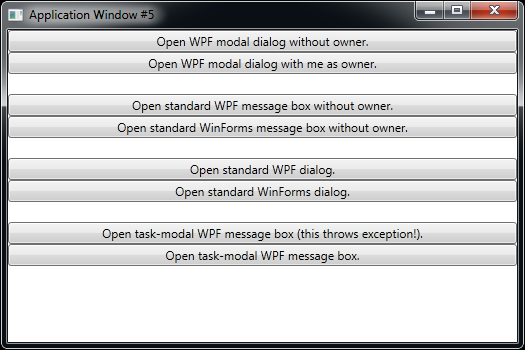 Application Window #5
Open WPF modal dialog without owner.
Open WPF modal dialog with me as owner.
Open standard WPF message box without owner.
Open standard WinForms message box without owner.
Open standard WPF dialog.
Open standard WinForms dialog.
Open task-modal WPF message box (this throws exception!).
Open task-modal WPF message box.